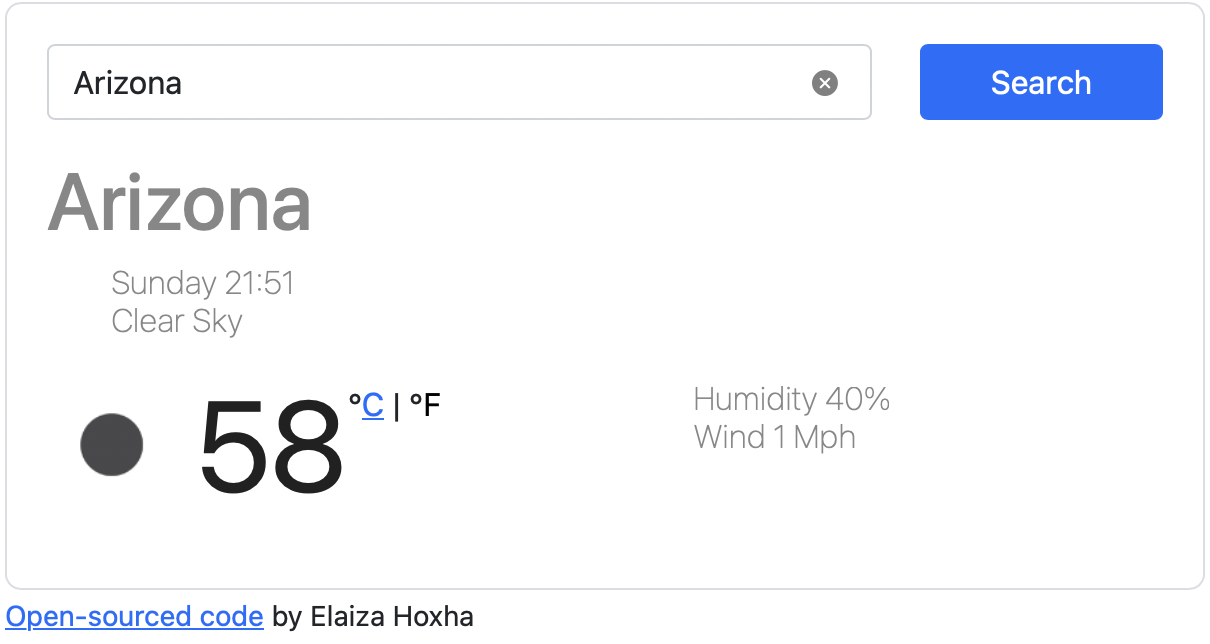 Arizona
Search
Arizona
Sunday 21:51
Clear Sky
58 °C | °F
Humidity 40%
Wind 1 Mph
Open-sourced code by Elaiza Hoxha